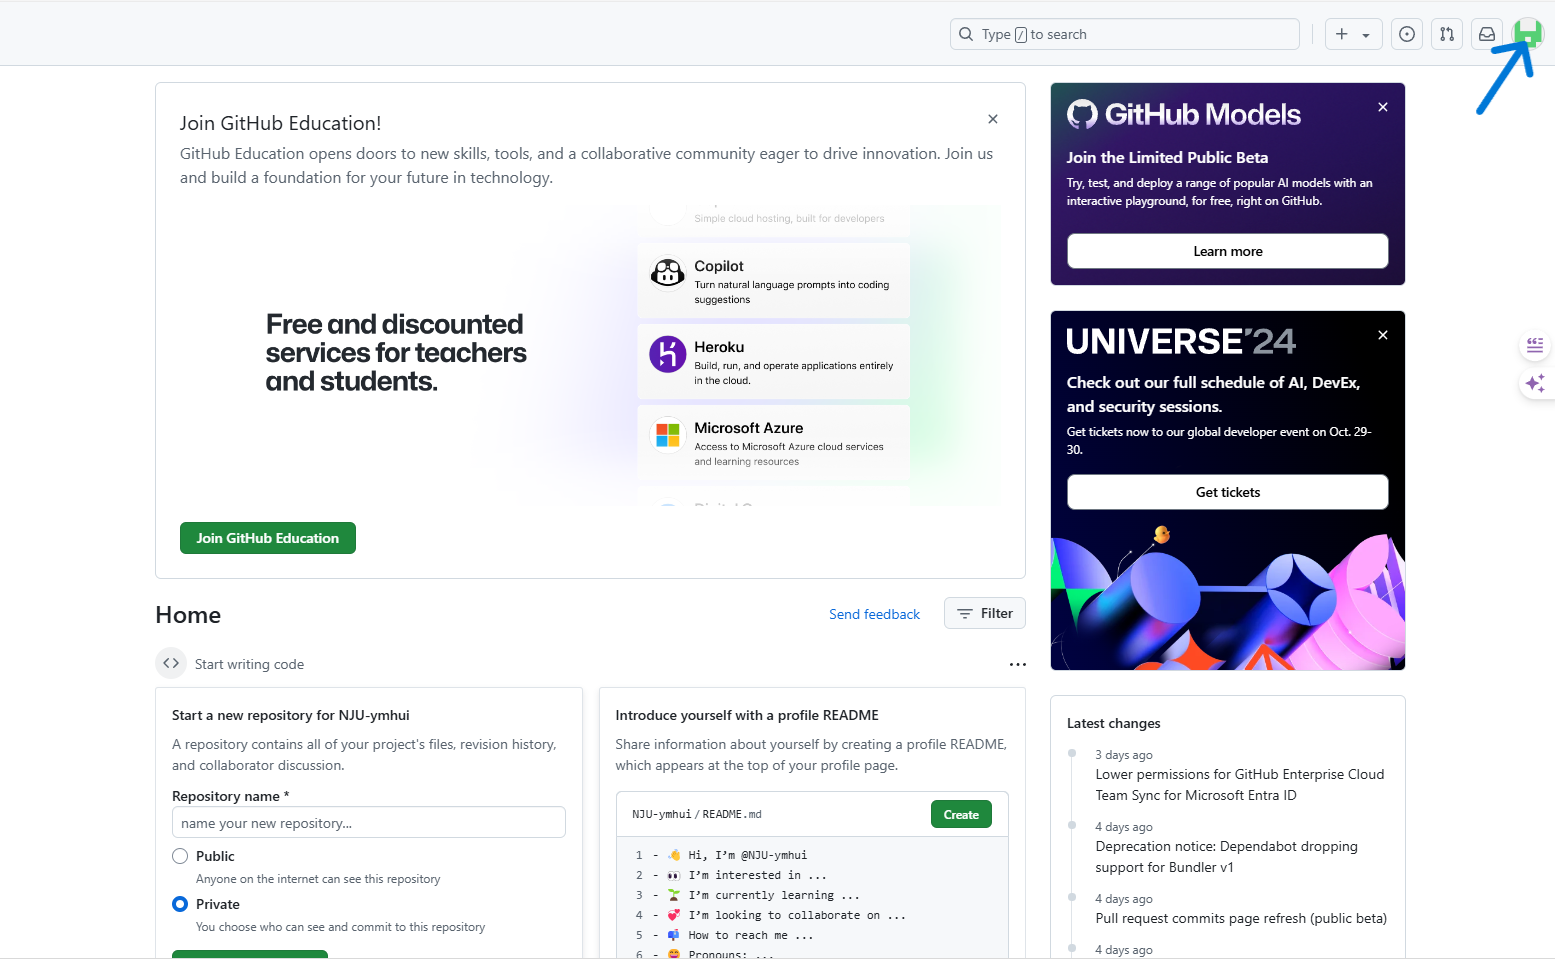 Type / to search
Join GitHub Education!
GitHub Education opens doors to new skills, tools, and a collaborative community eager to drive innovation. Join us
and build a foundation for your future in technology.
Simple cloud hosting, built for developers
Copilot
Turn natural language prompts into coding
suggestions
Free and discounted
services for teachers
and students.
Heroku
Build, run, and operate applications entirely
in the cloud.
Microsoft Azure
Access to Microsoft Azure cloud services
and learning resources
Join GitHub Education
GitHub Models
Join the Limited Public Beta
Try, test, and deploy a range of popular AI models with an
interactive playground, for free, right on GitHub.
Learn more
UNIVERSE'24
Check out our full schedule of AI, DevEx,
and security sessions.
Get tickets now to our global developer event on Oct. 29-
30.
Get tickets
Home
Send feedback
Filter
Start writing code
Start a new repository for NJU-ymhui
A repository contains all of your project's files, revision history,
and collaborator discussion.
Repository name *
name your new repository...
Public
Anyone on the internet can see this repository
Private
You choose who can see and commit to this repository
Introduce yourself with a profile README
Share information about yourself by creating a profile README,
which appears at the top of your profile page.
NJU-ymhui / README.md
Create
1 - 👋 Hi, I'm @NJU-ymhui
2 - 👀 I'm interested in ...
3 - 🌱 I'm currently learning ...
4 - 💞️ I'm looking to collaborate on ...
5 - 📫 How to reach me ...
6 - 😄 Pronouns: ...
Latest changes
3 days ago
Lower permissions for GitHub Enterprise Cloud
Team Sync for Microsoft Entra ID
4 days ago
Deprecation notice: Dependabot dropping
support for Bundler v1
4 days ago
Pull request commits page refresh (public beta)
4 days ago